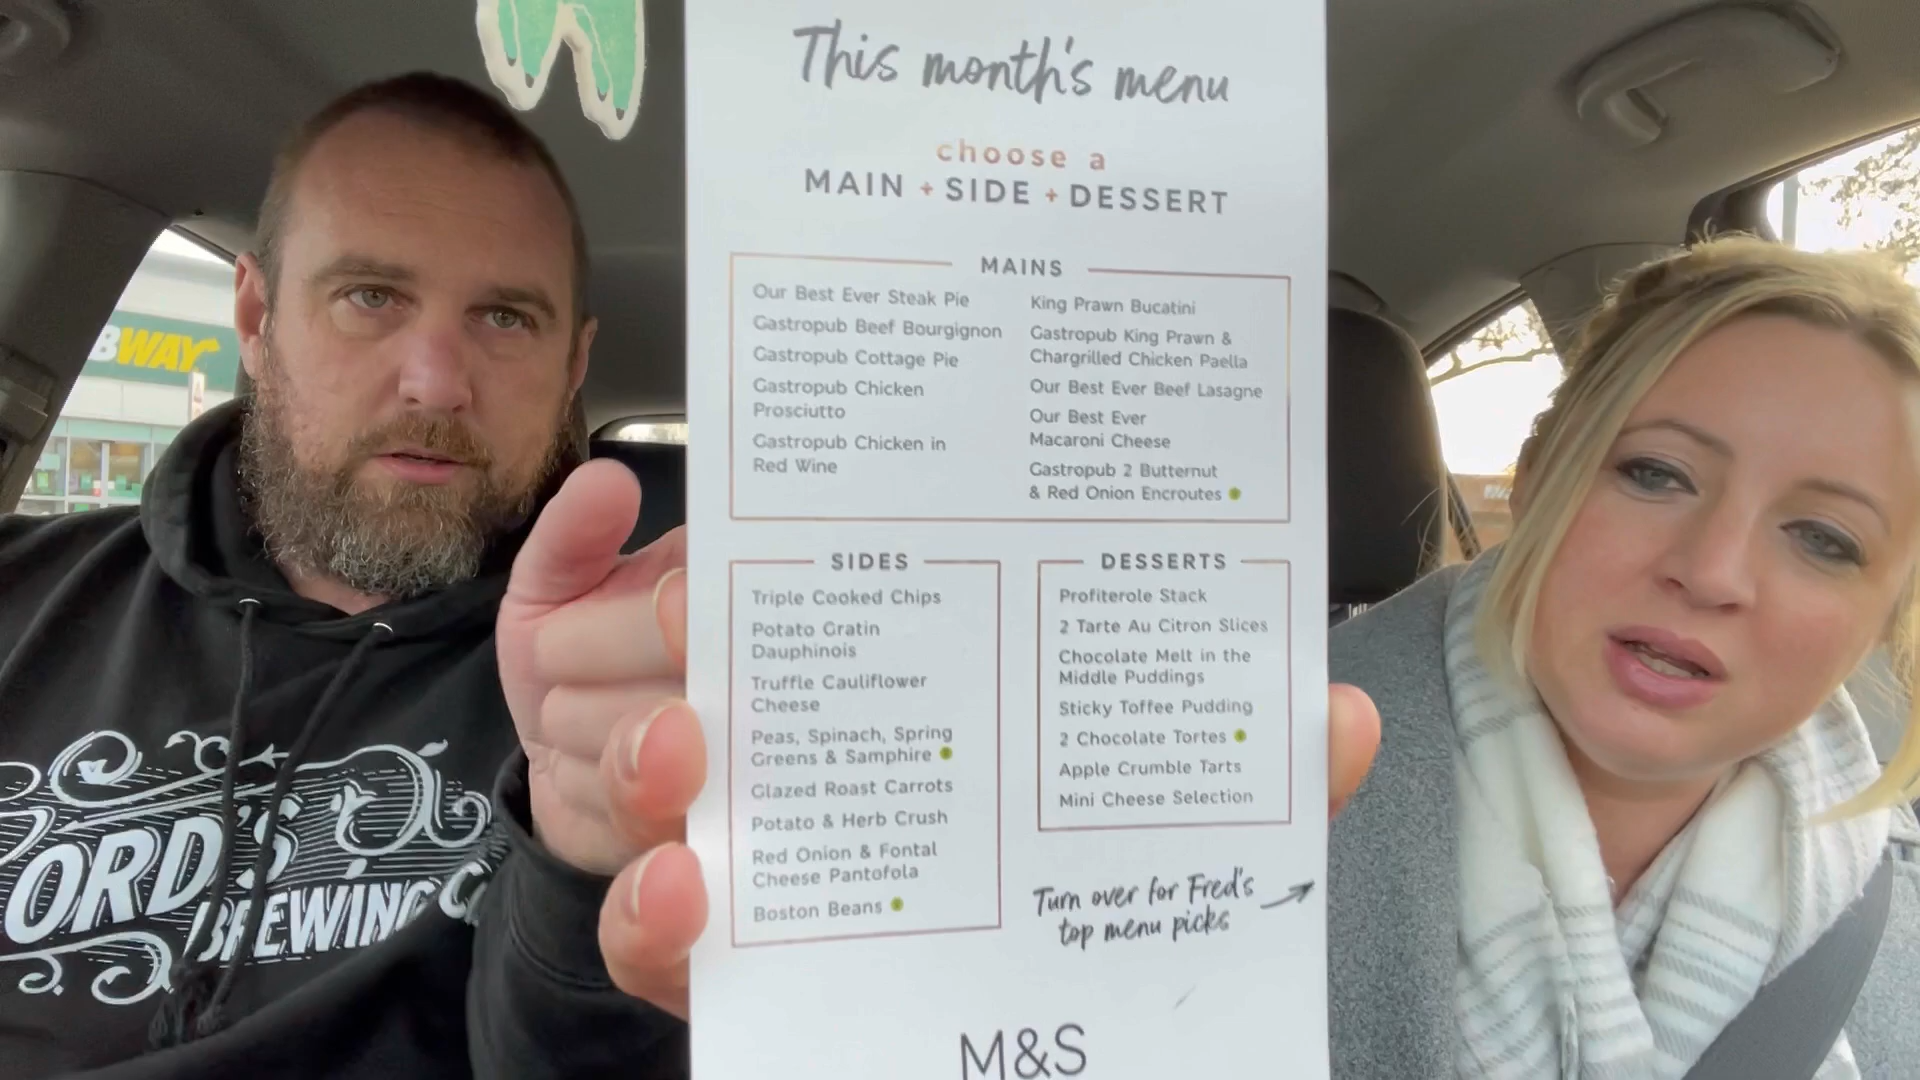 This month's menu
choose a
MAIN + SIDE + DESSERT
MAINS
Our Best Ever Steak Pie
Gastropub Beef Bourgignon
Gastropub Cottage Pie
Gastropub Chicken
Prosciutto
Gastropub Chicken in
Red Wine
King Prawn Bucatini
Gastropub King Prawn &
Chargrilled Chicken Paella
Our Best Ever Beef Lasagne
Our Best Ever
Macaroni Cheese
Gastropub 2 Butternut
& Red Onion Encroutes
SIDES
Triple Cooked Chips
Potato Gratin
Dauphinois
Truffle Cauliflower
Cheese
Peas, Spinach, Spring
Greens & Samphire
Glazed Roast Carrots
Potato & Herb Crush
Red Onion & Fontal
Cheese Pantofola
Boston Beans
DESSERTS
Profiterole Stack
2 Tarte Au Citron Slices
Chocolate Melt in the
Middle Puddings
Sticky Toffee Pudding
2 Chocolate Tortes
Apple Crumble Tarts
Mini Cheese Selection
Turn over for Fred's
top menu picks
M&S
BWAY
ORD'S
BREWING C